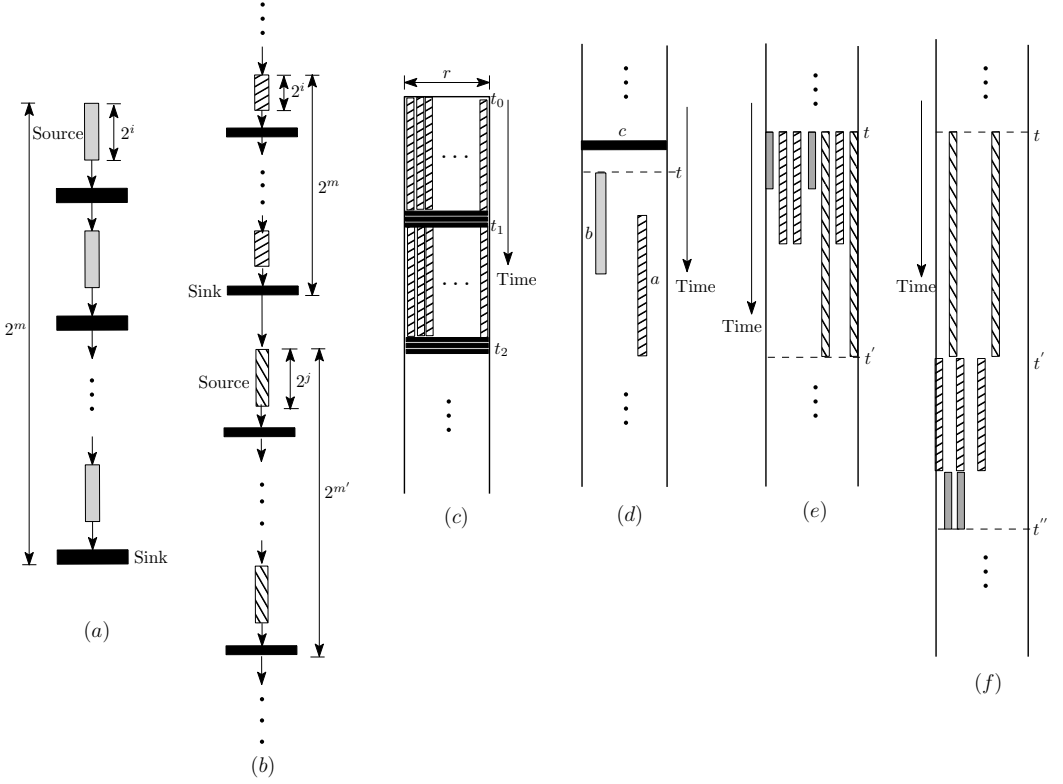 Source
2^i
2^m
Sink
(a)
2^i
2^m
Sink
Source
2^j
2^{m'}
(b)
r
t_0
t_1
Time
t_2
(c)
c
t
b
a
Time
(d)
t
Time
t'
(e)
t
Time
t'
t''
(f)